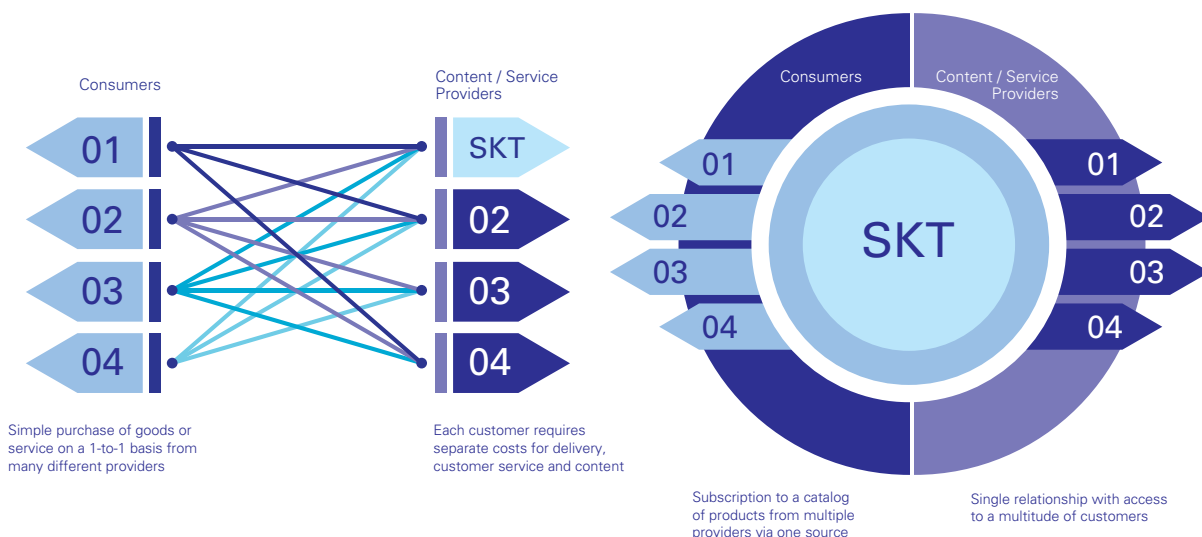 Consumers
Content / Service
Providers
01
02
03
04
SKT
02
03
04
Simple purchase of goods or
service on a 1-to-1 basis from
many different providers
Each customer requires
separate costs for delivery,
customer service and content
Consumers
Content / Service
Providers
01
02
03
04
SKT
01
02
03
04
Subscription to a catalog
of products from multiple
providers via one source
Single relationship with access
to a multitude of customers